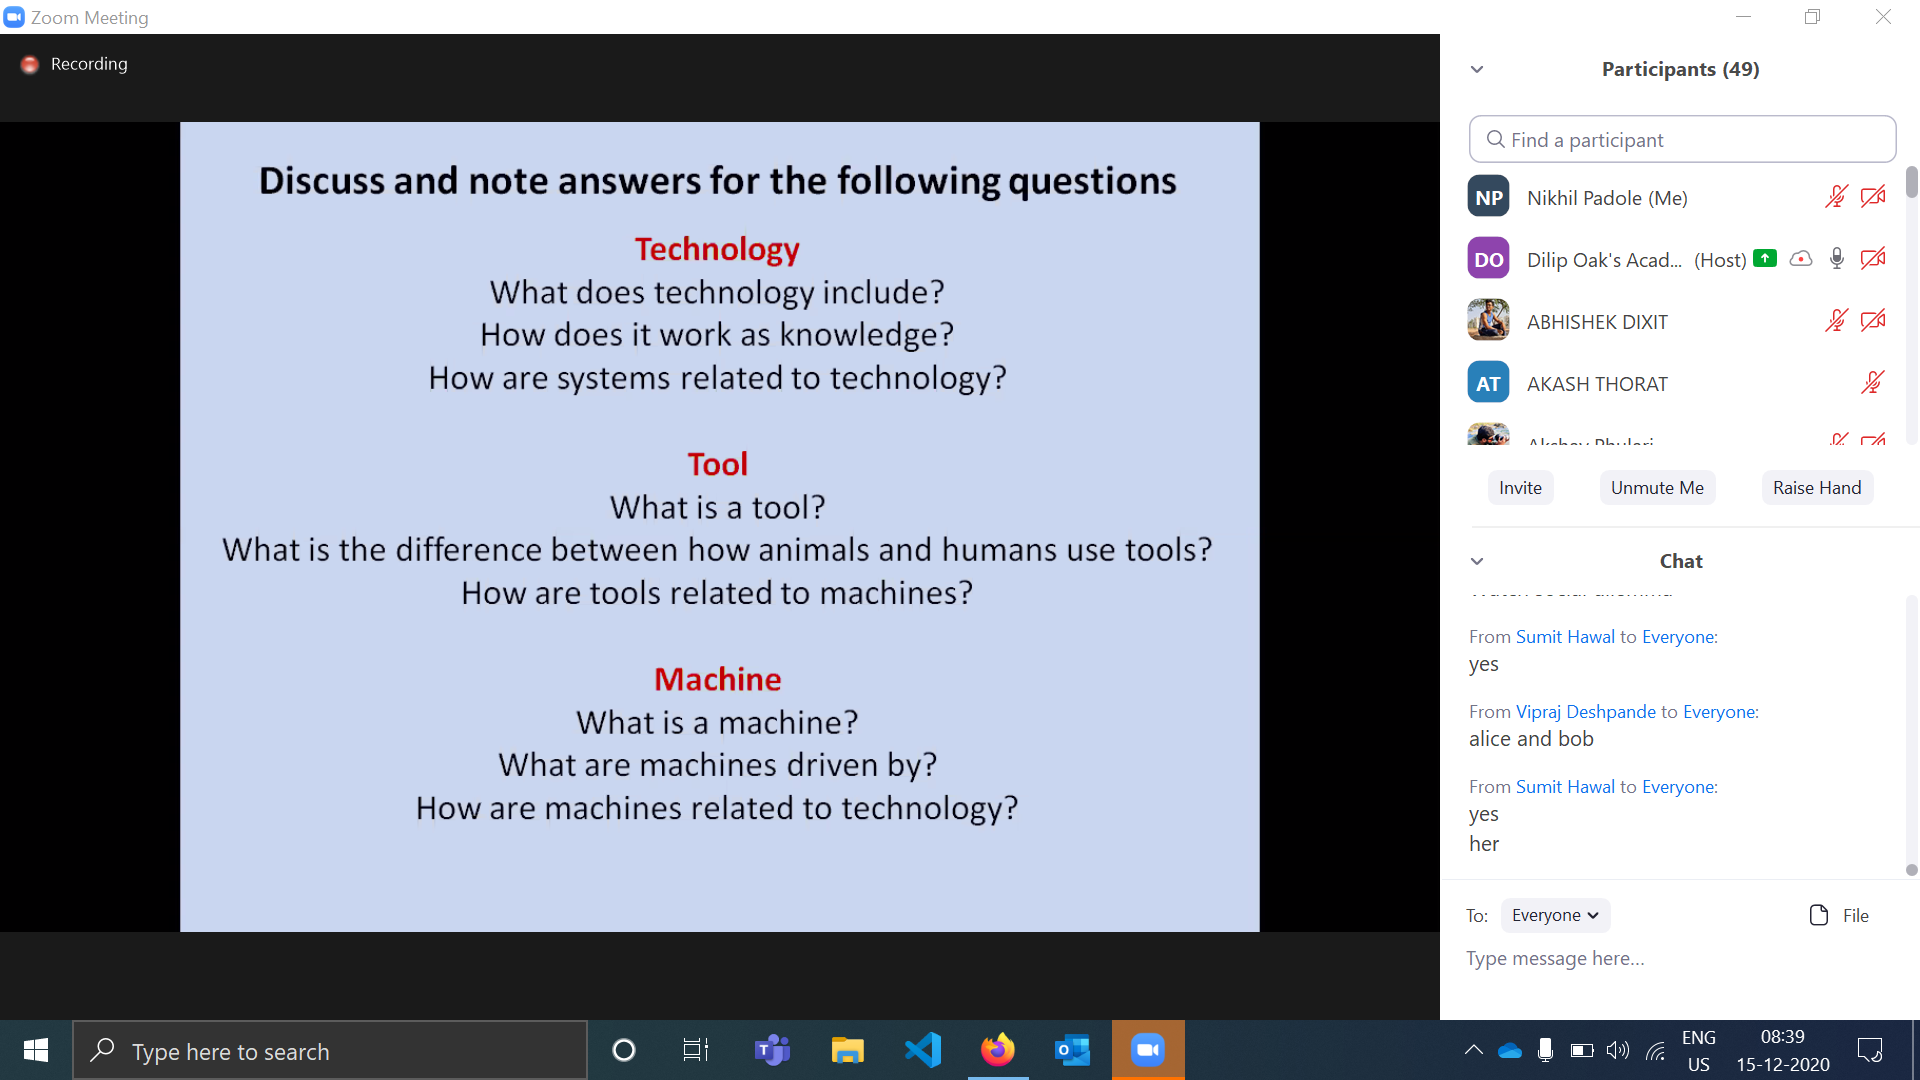 Zoom Meeting
Recording
Discuss and note answers for the following questions
Technology
What does technology include?
How does it work as knowledge?
How are systems related to technology?
Tool
What is a tool?
What is the difference between how animals and humans use tools?
How are tools related to machines?
Machine
What is a machine?
What are machines driven by?
How are machines related to technology?
Participants (49)
Find a participant
NP Nikhil Padole (Me)
DO Dilip Oak's Acad... (Host)
ABHISHEK DIXIT
AT AKASH THORAT
Invite Unmute Me Raise Hand
Chat
From Sumit Hawal to Everyone:
yes
From Vipraj Deshpande to Everyone:
alice and bob
From Sumit Hawal to Everyone:
yes
her
To: Everyone File
Type message here...
Type here to search
ENG
US
08:39
15-12-2020